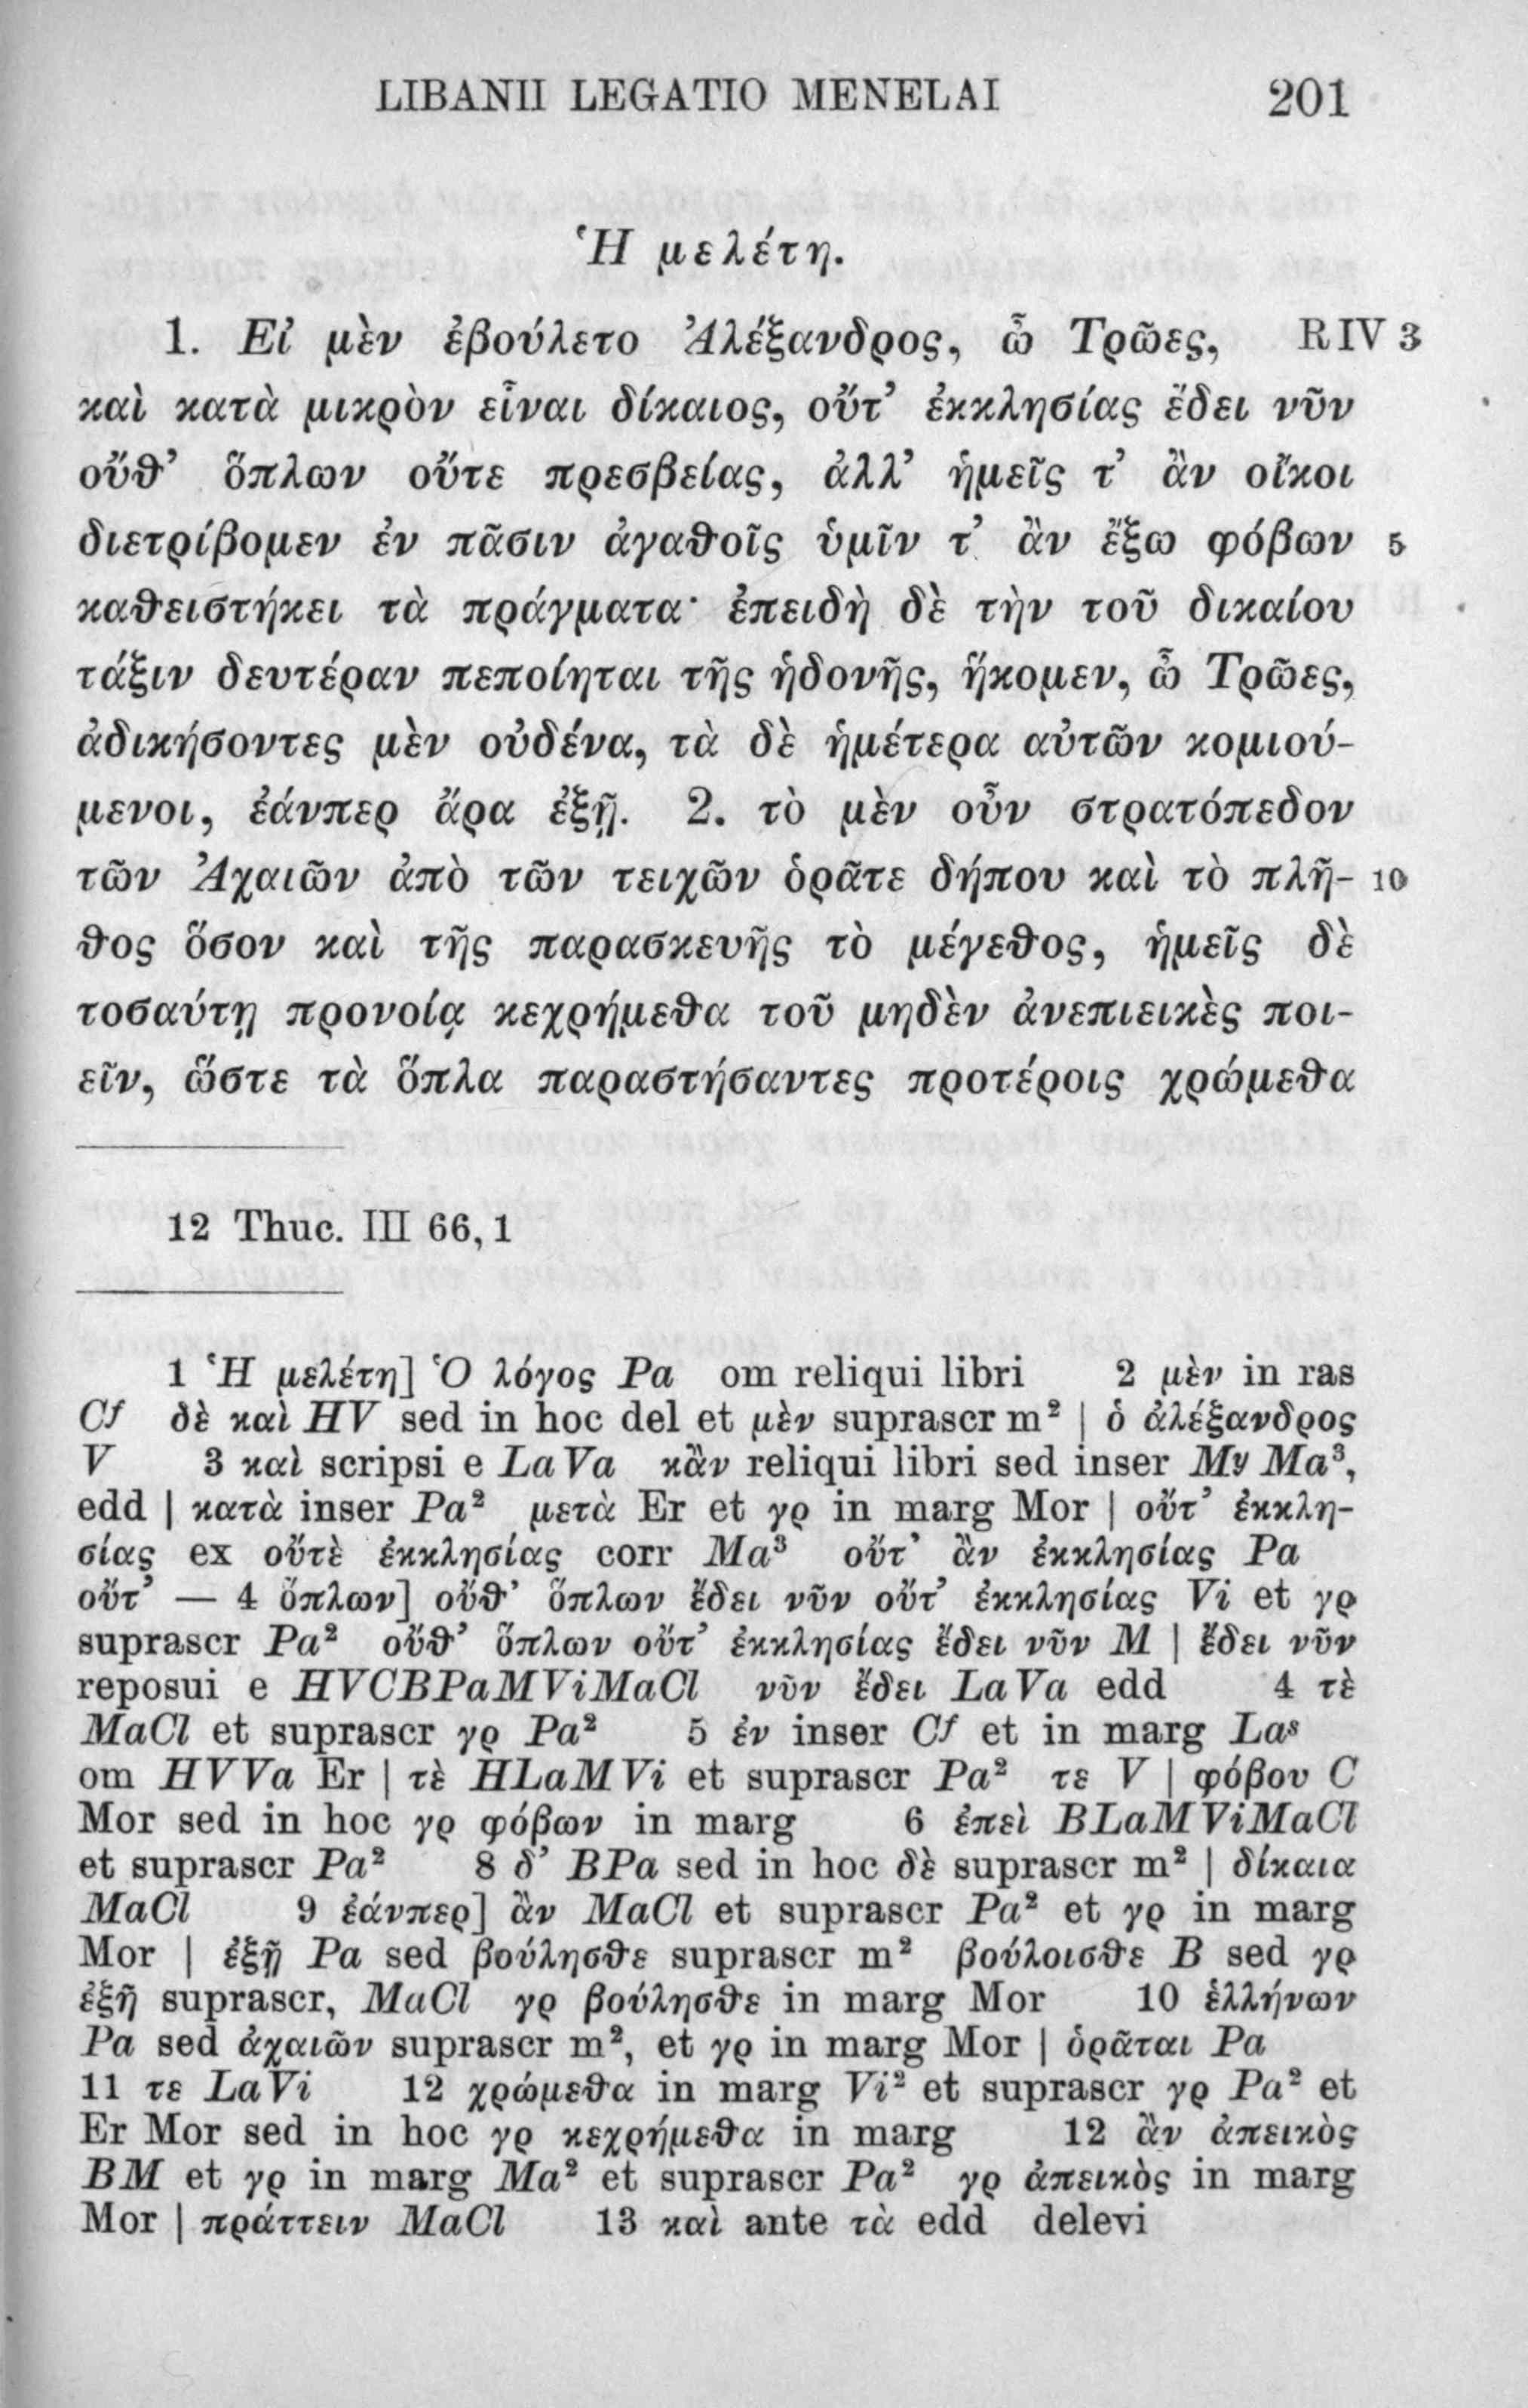 LIBANII LEGATIO MENELAI 201
Ἡ μελέτη.
1. Εἰ μὲν ἐβούλετο Ἀλέξανδρος, ὦ Τρῶες, R IV 3
καὶ κατὰ μικρὸν εἶναι δίκαιος, οὔτ’ ἐκκλησίας ἔδει νῦν
οὔθ’ ὅπλων οὔτε πρεσβείας, ἀλλ’ ἡμεῖς τ’ ἂν οἴκοι
διετρίβομεν ἐν πᾶσιν ἀγαθοῖς ὑμῖν τ’ ἂν ἔξω φόβων 5
καθειστήκει τὰ πράγματα· ἐπειδὴ δὲ τὴν τοῦ δικαίου
τάξιν δευτέραν πεποίηται τῆς ἡδονῆς, ἥκομεν, ὦ Τρῶες,
ἀδικήσοντες μὲν οὐδένα, τὰ δὲ ἡμέτερα αὐτῶν κομιού-
μενοι, ἐάνπερ ἄρα ἐξῇ. 2. τὸ μὲν οὖν στρατόπεδον
τῶν Ἀχαιῶν ἀπὸ τῶν τειχῶν ὁρᾶτε δήπου καὶ τὸ πλῆ- 10
θος ὅσον καὶ τῆς παρασκευῆς τὸ μέγεθος, ἡμεῖς δὲ
τοσαύτῃ προνοίᾳ κεχρήμεθα τοῦ μηδὲν ἀνεπιεικὲς ποι-
εῖν, ὥστε τὰ ὅπλα παραστήσαντες προτέροις χρώμεθα
12 Thuc. III 66, 1
1 Ἡ μελέτη] Ὁ λόγος Pa om reliqui libri 2 μὲν in ras
Cf δὲ καὶ HV sed in hoc del et μὲν suprascr m² | ὁ ἀλέξανδρος
V 3 καὶ scripsi e La Va κἂν reliqui libri sed inser My Ma³,
edd | κατὰ inser Pa² μετὰ Er et γρ in marg Mor | οὔτ’ ἐκκλη-
σίας ex οὔτὲ ἐκκλησίας corr Ma³ οὔτ’ ἂν ἐκκλησίας Pa
οὔτ’ — 4 ὅπλων] οὔθ’ ὅπλων ἔδει νῦν οὔτ’ ἐκκλησίας Vi et γρ
suprascr Pa² οὔθ’ ὅπλων οὔτ’ ἐκκλησίας ἔδει νῦν M | ἔδει νῦν
reposui e HVCBPaMViMaCl νῦν ἔδει La Va edd 4 τὲ
MaCl et suprascr γρ Pa² 5 ἐν inser Cf et in marg Laˢ
om HVVa Er | τὲ HLaMVi et suprascr Pa² τε V | φόβου C
Mor sed in hoc γρ φόβων in marg 6 ἐπεὶ BLaMViMaCl
et suprascr Pa² 8 δ’ BPa sed in hoc δὲ suprascr m² | δίκαια
MaCl 9 ἐάνπερ] ἂν MaCl et suprascr Pa² et γρ in marg
Mor | ἐξῇ Pa sed βούλησθε suprascr m² βούλοισθε B sed γρ
ἐξῇ suprascr, MaCl γρ βούλησθε in marg Mor 10 ἑλλήνων
Pa sed ἀχαιῶν suprascr m², et γρ in marg Mor | ὁρᾶται Pa
11 τε LaVi 12 χρώμεθα in marg Vi² et suprascr γρ Pa² et
Er Mor sed in hoc γρ κεχρήμεθα in marg 12 ἂν ἀπεικὸς
BM et γρ in marg Ma² et suprascr Pa² γρ ἀπεικὸς in marg
Mor | πράττειν MaCl 13 καὶ ante τὰ edd delevi